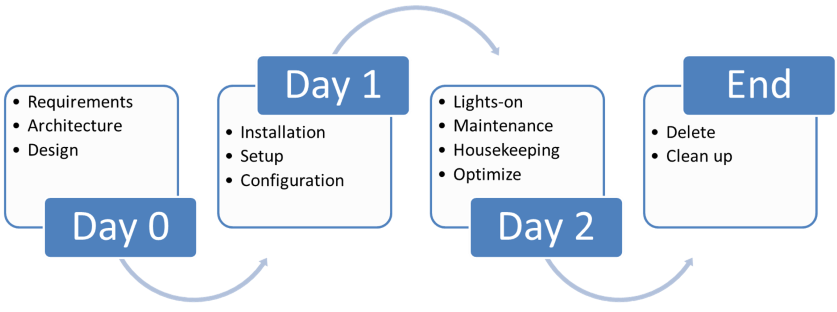 • Requirements
• Architecture
• Design
Day 0
Day 1
• Installation
• Setup
• Configuration
• Lights-on
• Maintenance
• Housekeeping
• Optimize
Day 2
End
• Delete
• Clean up